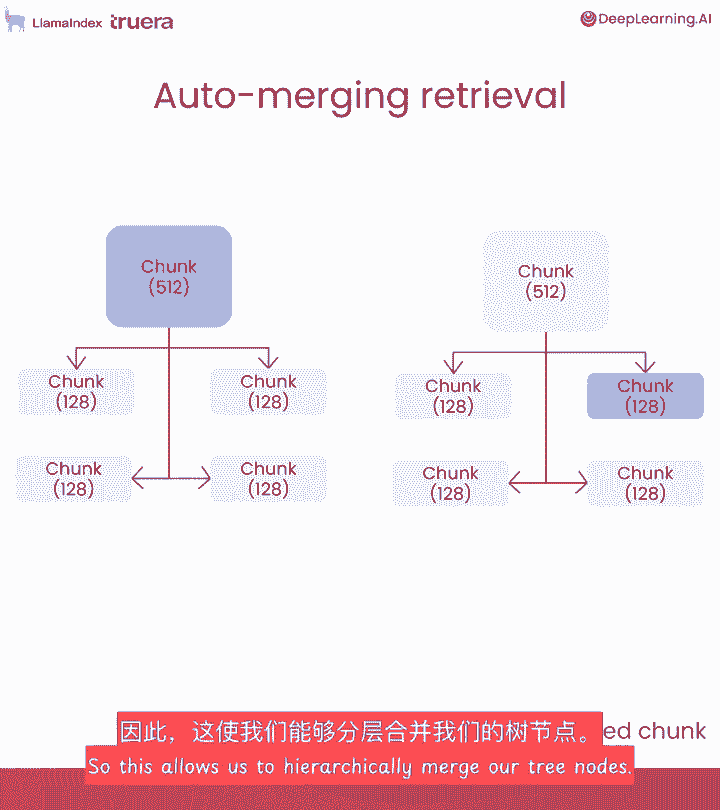 LlamaIndex truera
DeepLearning.AI
Auto-merging retrieval
Chunk
(512)
Chunk
(512)
Chunk
(128)
Chunk
(128)
Chunk
(128)
Chunk
(128)
Chunk
(128)
Chunk
(128)
Chunk
(128)
Chunk
(128)
因此，这使我们能够分层合并我们的树节点。
ed chunk
So this allows us to hierarchically merge our tree nodes.